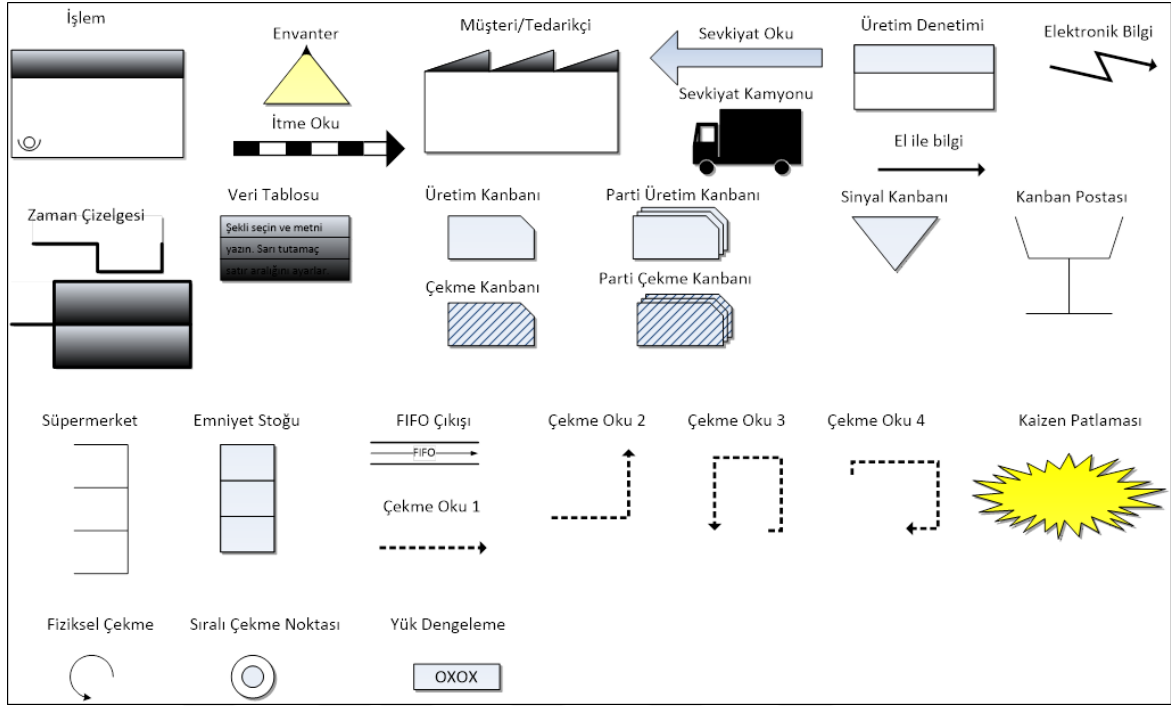 İşlem
Envanter
Müşteri/Tedarikçi
Sevkiyat Oku
Üretim Denetimi
Elektronik Bilgi
Sevkiyat Kamyonu
İtme Oku
El ile bilgi
Zaman Çizelgesi
Veri Tablosu
Şekli seçin ve metni
yazın. Sarı tutamaç
satır aralığını ayarlar.
Üretim Kanbanı
Parti Üretim Kanbanı
Sinyal Kanbanı
Kanban Postası
Çekme Kanbanı
Parti Çekme Kanbanı
Süpermerket
Emniyet Stoğu
FIFO Çıkışı
FIFO
Çekme Oku 1
Çekme Oku 2
Çekme Oku 3
Çekme Oku 4
Kaizen Patlaması
Fiziksel Çekme
Sıralı Çekme Noktası
Yük Dengeleme
OXOX